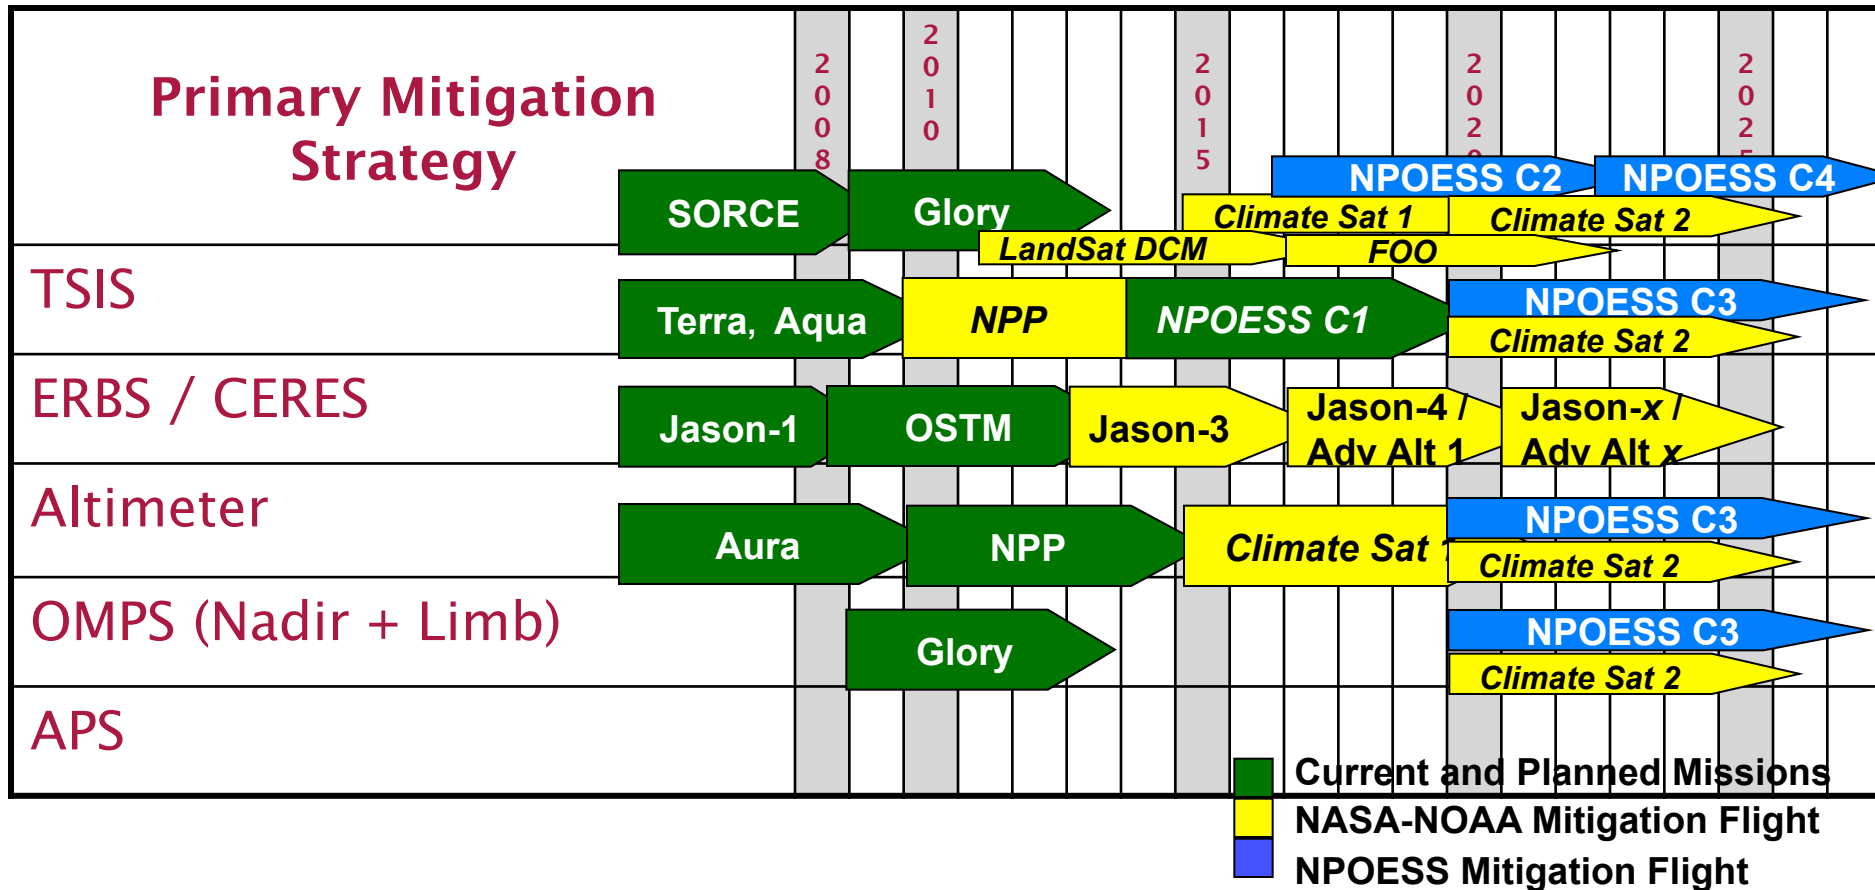 Primary Mitigation
Strategy
2008
2010
2015
202
202
NPOESS C2
NPOESS C4
SORCE
Glory
Climate Sat 1
Climate Sat 2
LandSat DCM
FOO
TSIS
Terra, Aqua
NPP
NPOESS C1
NPOESS C3
Climate Sat 2
ERBS / CERES
Jason-1
OSTM
Jason-3
Jason-4 /
Adv Alt 1
Jason-x /
Adv Alt x
Altimeter
Aura
NPP
Climate Sat
NPOESS C3
Climate Sat 2
OMPS (Nadir + Limb)
Glory
NPOESS C3
Climate Sat 2
APS
Current and Planned Missions
NASA-NOAA Mitigation Flight
NPOESS Mitigation Flight